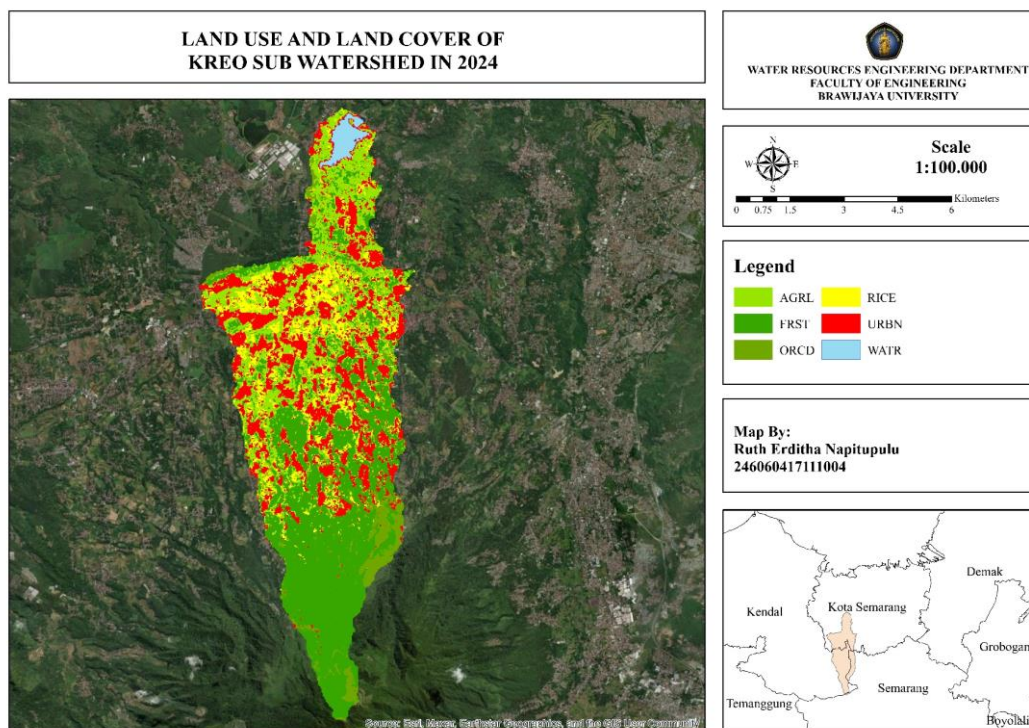 LAND USE AND LAND COVER OF
KREO SUB WATERSHED IN 2024
WATER RESOURCES ENGINEERING DEPARTMENT
FACULTY OF ENGINEERING
BRAWIJAYA UNIVERSITY
N
W E
S
Scale
1:100.000
Kilometers
0 0.75 1.5 3 4.5 6
Legend
AGRL RICE
FRST URBN
ORCD WATR
Map By:
Ruth Erditha Napitupulu
246060417111004
Demak
Kendal
Kota Semarang
Grobogan
Semarang
Temanggung
Boyolali
Source: Esri, Maxar, Earthstar Geographics, and the GIS User Community